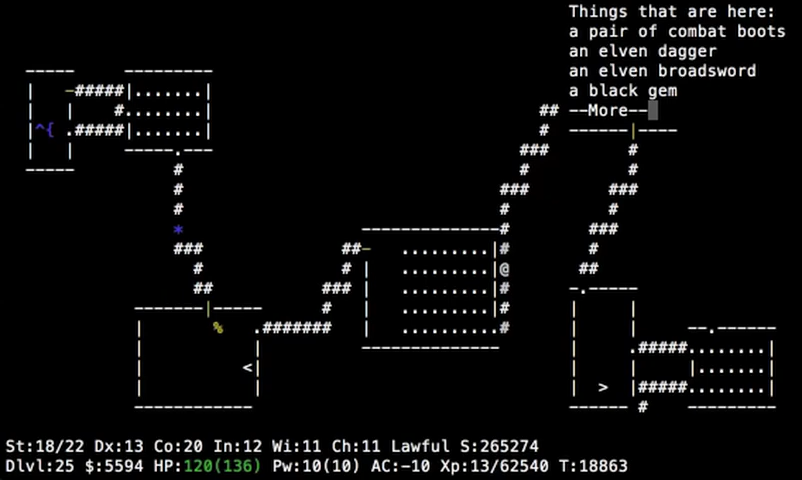 Things that are here:
a pair of combat boots
an elven dagger
an elven broadsword
a black gem
--More--
St:18/22 Dx:13 Co:20 In:12 Wi:11 Ch:11 Lawful S:265274
Dlvl:25 $:5594 HP:120(136) Pw:10(10) AC:-10 Xp:13/62540 T:18863